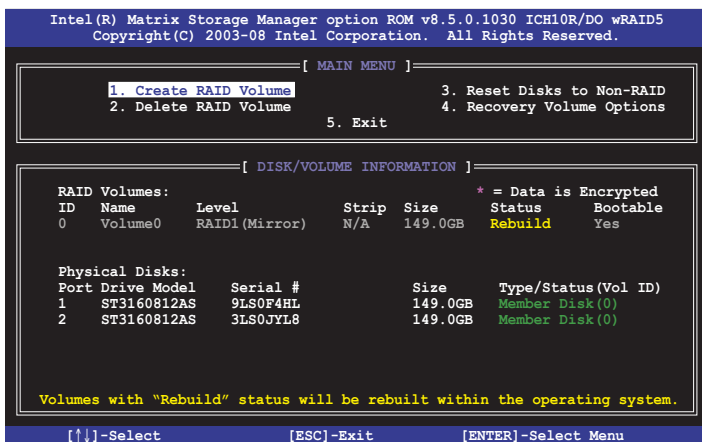 Intel(R) Matrix Storage Manager option ROM v8.5.0.1030 ICH10R/DO wRAID5
Copyright(C) 2003-08 Intel Corporation. All Rights Reserved.
[ MAIN MENU ]
1. Create RAID Volume 3. Reset Disks to Non-RAID
2. Delete RAID Volume 4. Recovery Volume Options
5. Exit
[ DISK/VOLUME INFORMATION ]
RAID Volumes: * = Data is Encrypted
ID Name Level Strip Size Status Bootable
0 Volume0 RAID1(Mirror) N/A 149.0GB Rebuild Yes
Physical Disks:
Port Drive Model Serial # Size Type/Status(Vol ID)
1 ST3160812AS 9LS0F4HL 149.0GB Member Disk(0)
2 ST3160812AS 3LS0JYL8 149.0GB Member Disk(0)
Volumes with “Rebuild” status will be rebuilt within the operating system.
[↑↓]-Select [ESC]-Exit [ENTER]-Select Menu